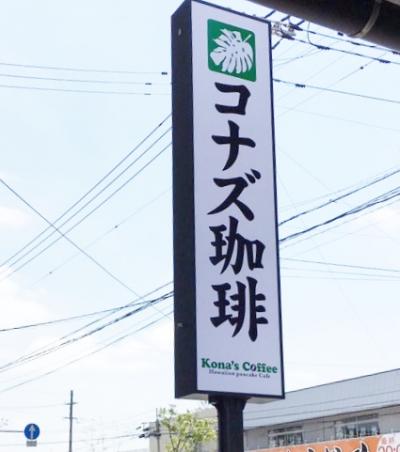 コナズ珈琲
Kona's Coffee
Hawaiian pancake Cafe